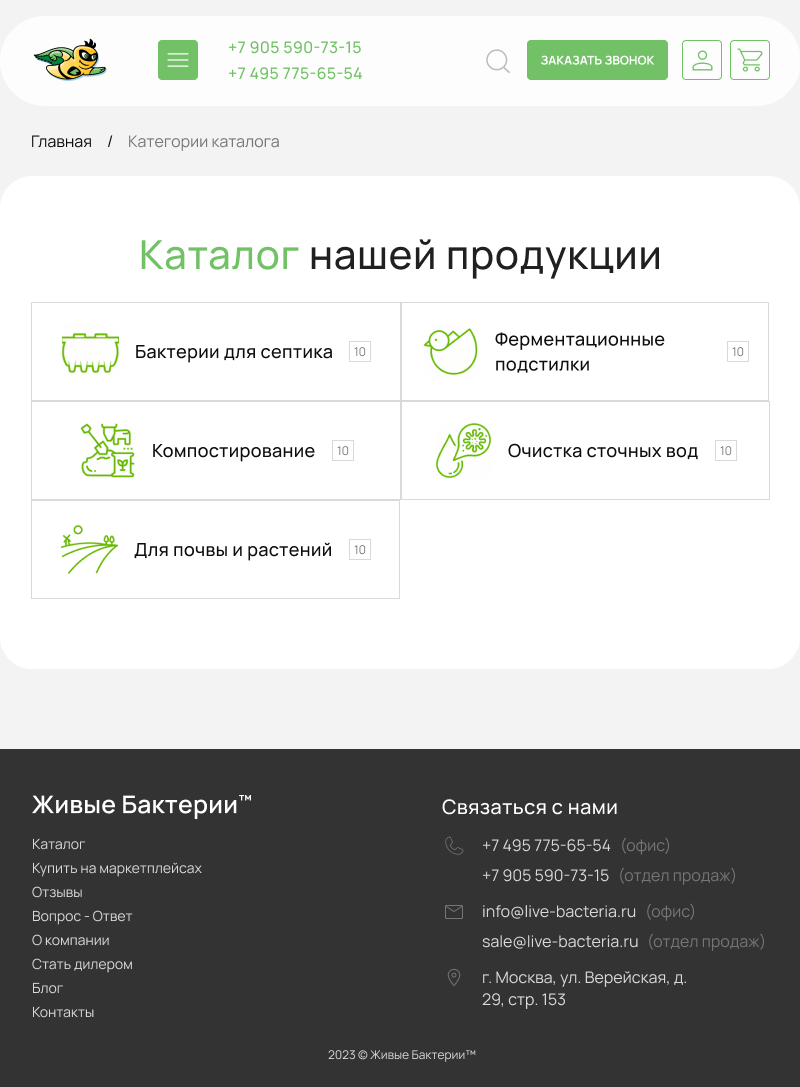 +7 905 590-73-15
+7 495 775-65-54
ЗАКАЗАТЬ ЗВОНОК
Главная / Категории каталога
Каталог нашей продукции
Бактерии для септика 10
Ферментационные
подстилки 10
Компостирование 10
Очистка сточных вод 10
Для почвы и растений 10
Живые Бактерии™
Каталог
Купить на маркетплейсах
Отзывы
Вопрос - Ответ
О компании
Стать дилером
Блог
Контакты
Связаться с нами
+7 495 775-65-54 (офис)
+7 905 590-73-15 (отдел продаж)
info@live-bacteria.ru (офис)
sale@live-bacteria.ru (отдел продаж)
г. Москва, ул. Верейская, д.
29, стр. 153
2023 © Живые Бактерии™